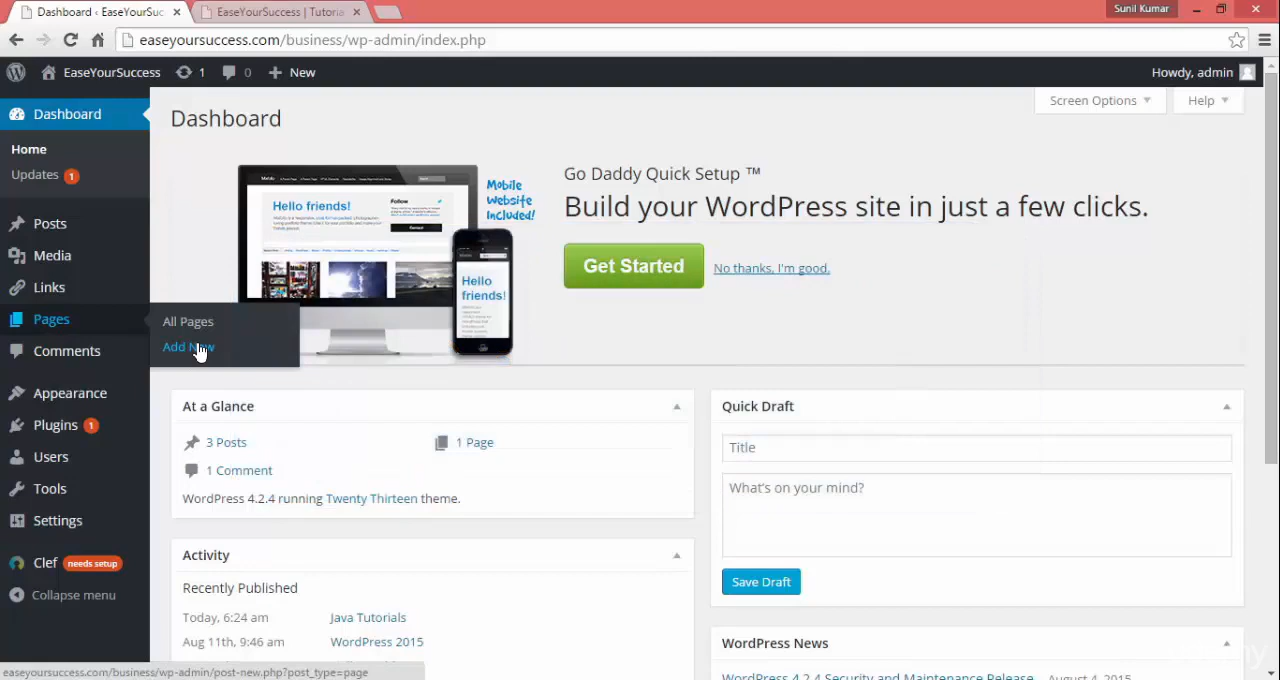 Dashboard < EaseYourSuc
EaseYourSuccess | Tutoria
Sunil Kumar
easeyoursuccess.com/business/wp-admin/index.php
EaseYourSuccess 1 0 New
Howdy, admin
Dashboard
Home
Updates 1
Posts
Media
Links
Pages
Comments
Appearance
Plugins 1
Users
Tools
Settings
Clef needs setup
Collapse menu
All Pages
Add New
Dashboard
Screen Options
Help
Hello friends!
Follow
Mobile
Website
Included!
Hello
friends!
Go Daddy Quick Setup ™
Build your WordPress site in just a few clicks.
Get Started
No thanks, I'm good.
At a Glance
3 Posts
1 Page
1 Comment
WordPress 4.2.4 running Twenty Thirteen theme.
Activity
Recently Published
Today, 6:24 am Java Tutorials
Aug 11th, 9:46 am WordPress 2015
Quick Draft
Title
What's on your mind?
Save Draft
WordPress News
WordPress 4.2.4 Security and Maintenance Release August 4, 2015
easeyoursuccess.com/business/wp-admin/post-new.php?post_type=page